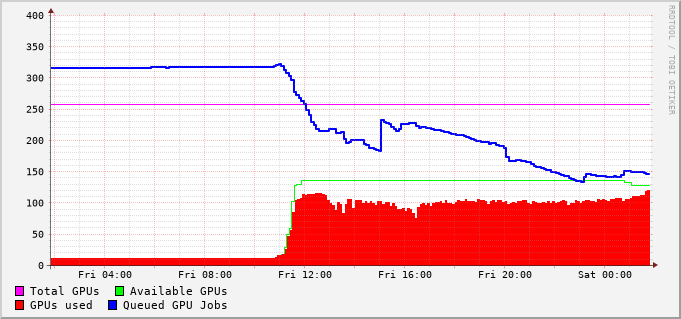 RRDTOOL / TOBI OETIKER
400
350
300
250
200
150
100
50
0
Fri 04:00 Fri 08:00 Fri 12:00 Fri 16:00 Fri 20:00 Sat 00:00
Total GPUs Available GPUs
GPUs used Queued GPU Jobs